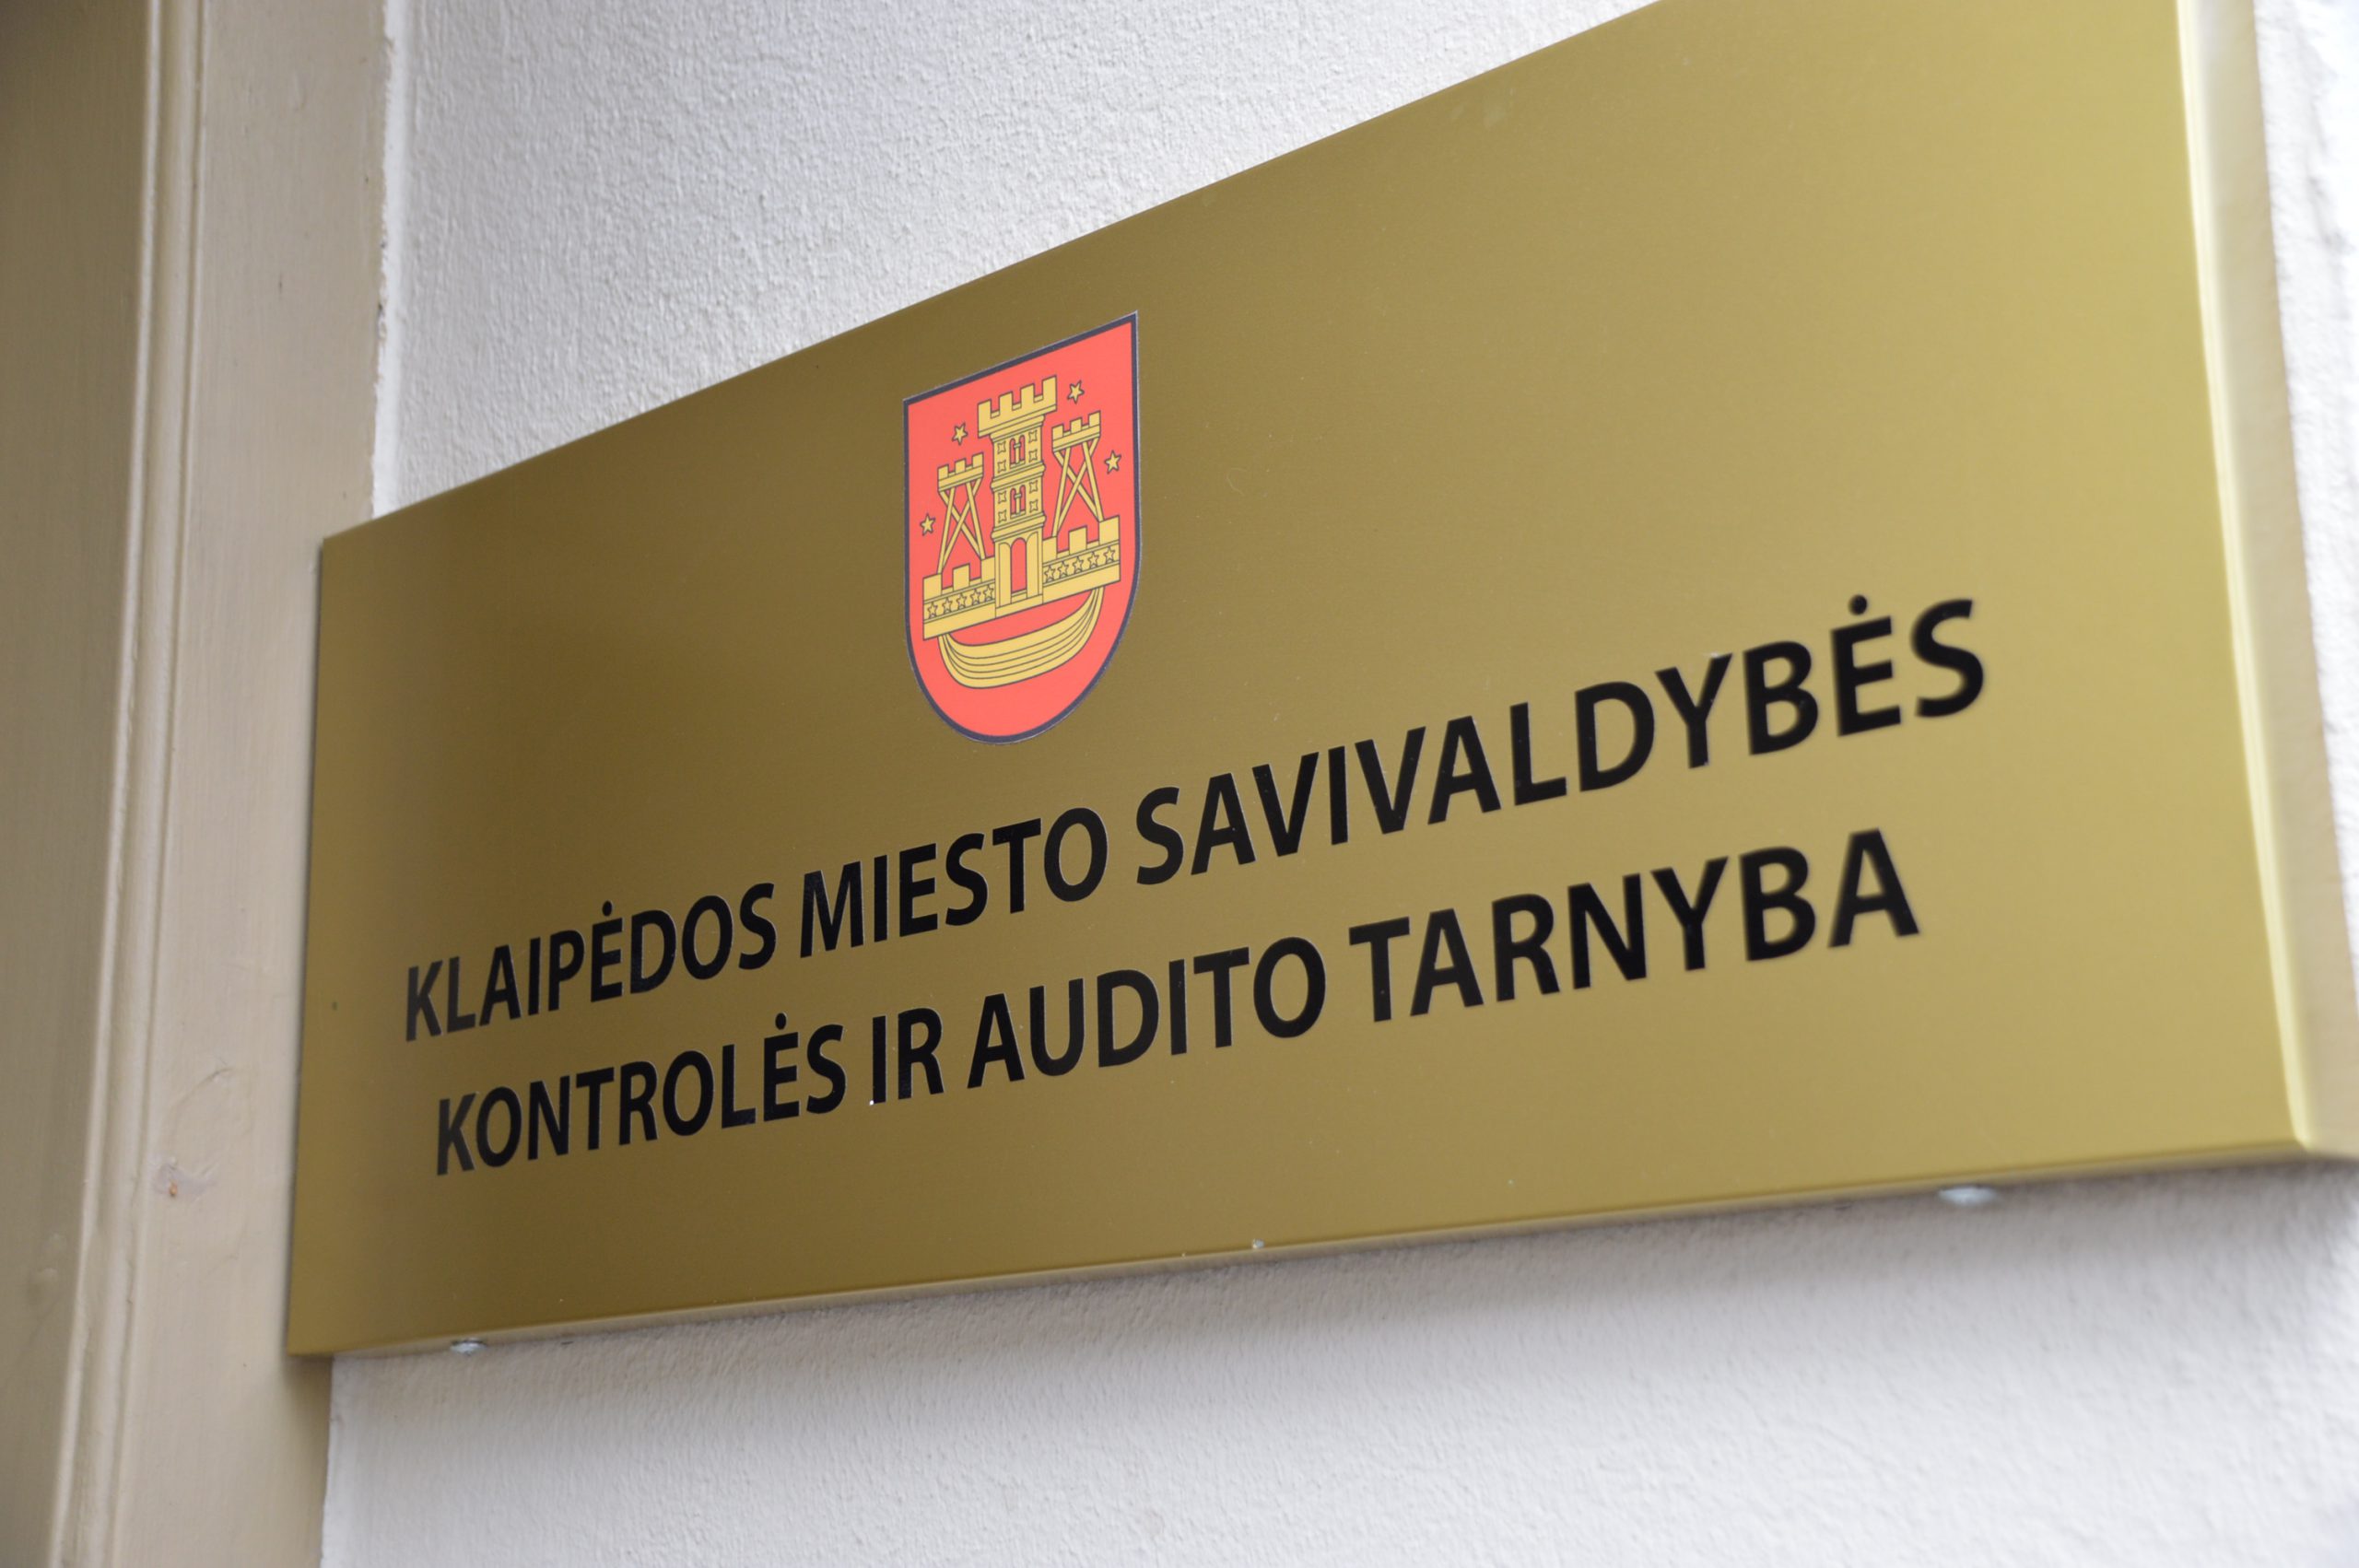 KLAIPĖDOS MIESTO SAVIVALDYBĖS
KONTROLĖS IR AUDITO TARNYBA